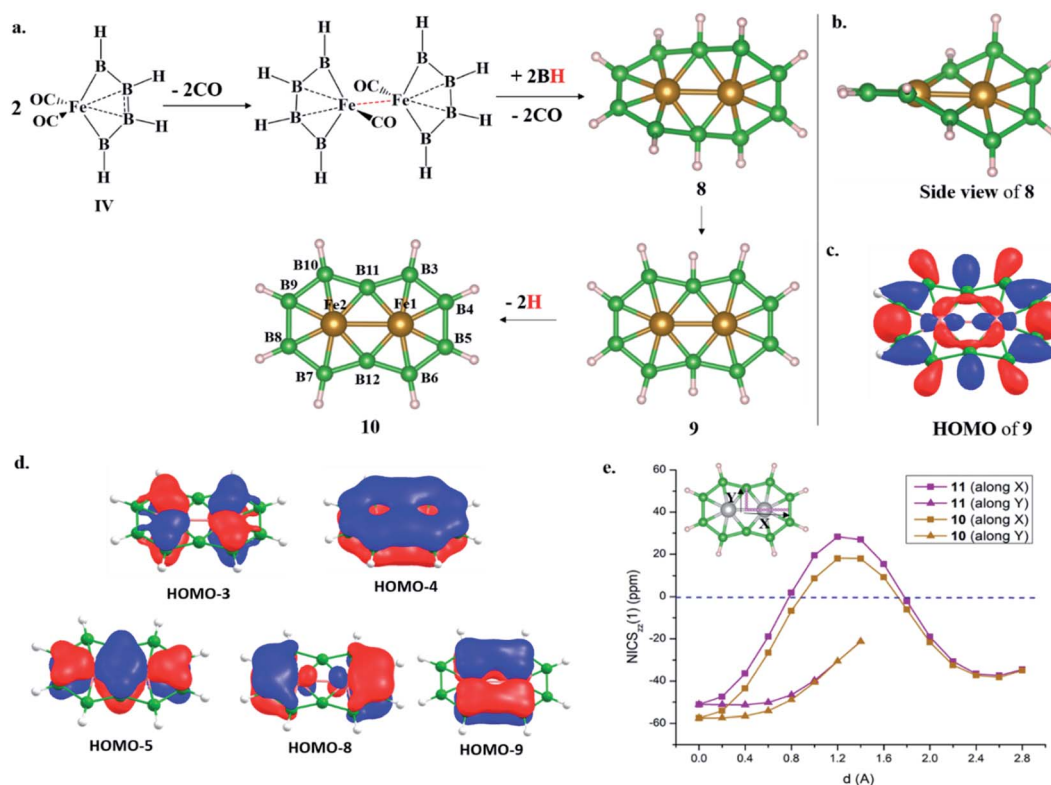 a.
H
H
B
B
OC
2
Fe
OC
B
B
H
H
IV
- 2CO
H
H
B
B
H
B
B
H
Fe
OC
Fe
CO
H
B
B
H
B
B
H
H
+ 2BH
- 2CO
8
b.
Side view of 8
B10
B11
B3
B9
Fe2
Fe1
B4
B8
B5
B7
B12
B6
10
- 2H
9
c.
HOMO of 9
d.
HOMO-3
HOMO-4
HOMO-5
HOMO-8
HOMO-9
e.
60
40
20
0
-20
-40
-60
NICSzz(1) (ppm)
Y
X
11 (along X)
11 (along Y)
10 (along X)
10 (along Y)
0.0 0.4 0.8 1.2 1.6 2.0 2.4 2.8
d (A)